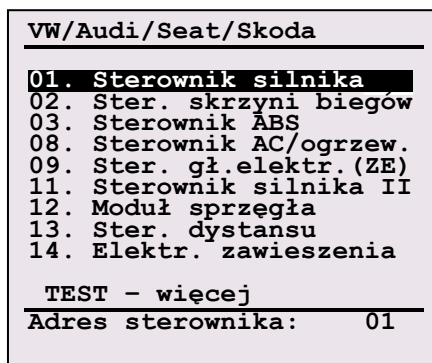 VW/Audi/Seat/Skoda
01. Sterownik silnika
02. Ster. skrzyni biegów
03. Sterownik ABS
08. Sterownik AC/ogrzew.
09. Ster. gł.elektr.(ZE)
11. Sterownik silnika II
12. Moduł sprzęgła
13. Ster. dystansu
14. Elektr. zawieszenia
TEST – więcej
Adres sterownika: 01